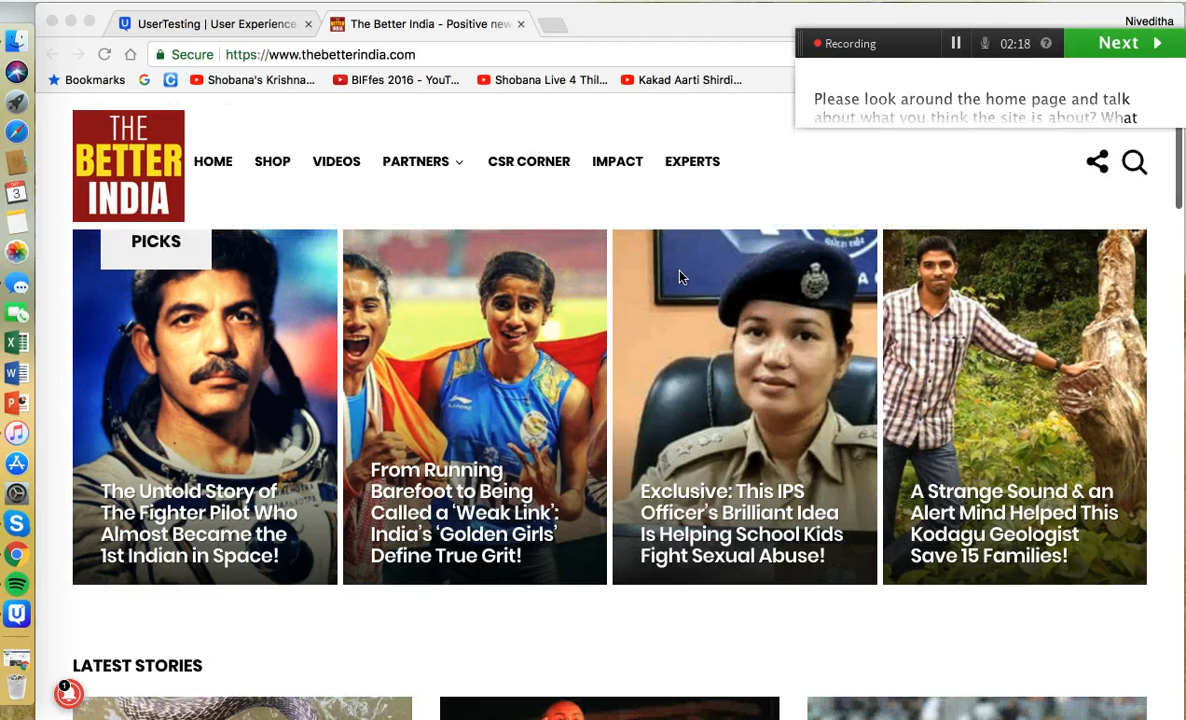 UserTesting | User Experience
The Better India - Positive new
Niveditha
Secure https://www.thebetterindia.com
Recording
02:18
Next
Bookmarks
Shobana's Krishna...
BIFfes 2016 - YouT...
Shobana Live 4 Thil...
Kakad Aarti Shirdi...
Please look around the home page and talk
about what you think the site is about? What
THE
BETTER
INDIA
HOME SHOP VIDEOS PARTNERS CSR CORNER IMPACT EXPERTS
PICKS
The Untold Story of
The Fighter Pilot Who
Almost Became the
1st Indian in Space!
From Running
Barefoot to Being
Called a ‘Weak Link’:
India’s ‘Golden Girls’
Define True Grit!
Exclusive: This IPS
Officer’s Brilliant Idea
Is Helping School Kids
Fight Sexual Abuse!
A Strange Sound & an
Alert Mind Helped This
Kodagu Geologist
Save 15 Families!
LATEST STORIES
1